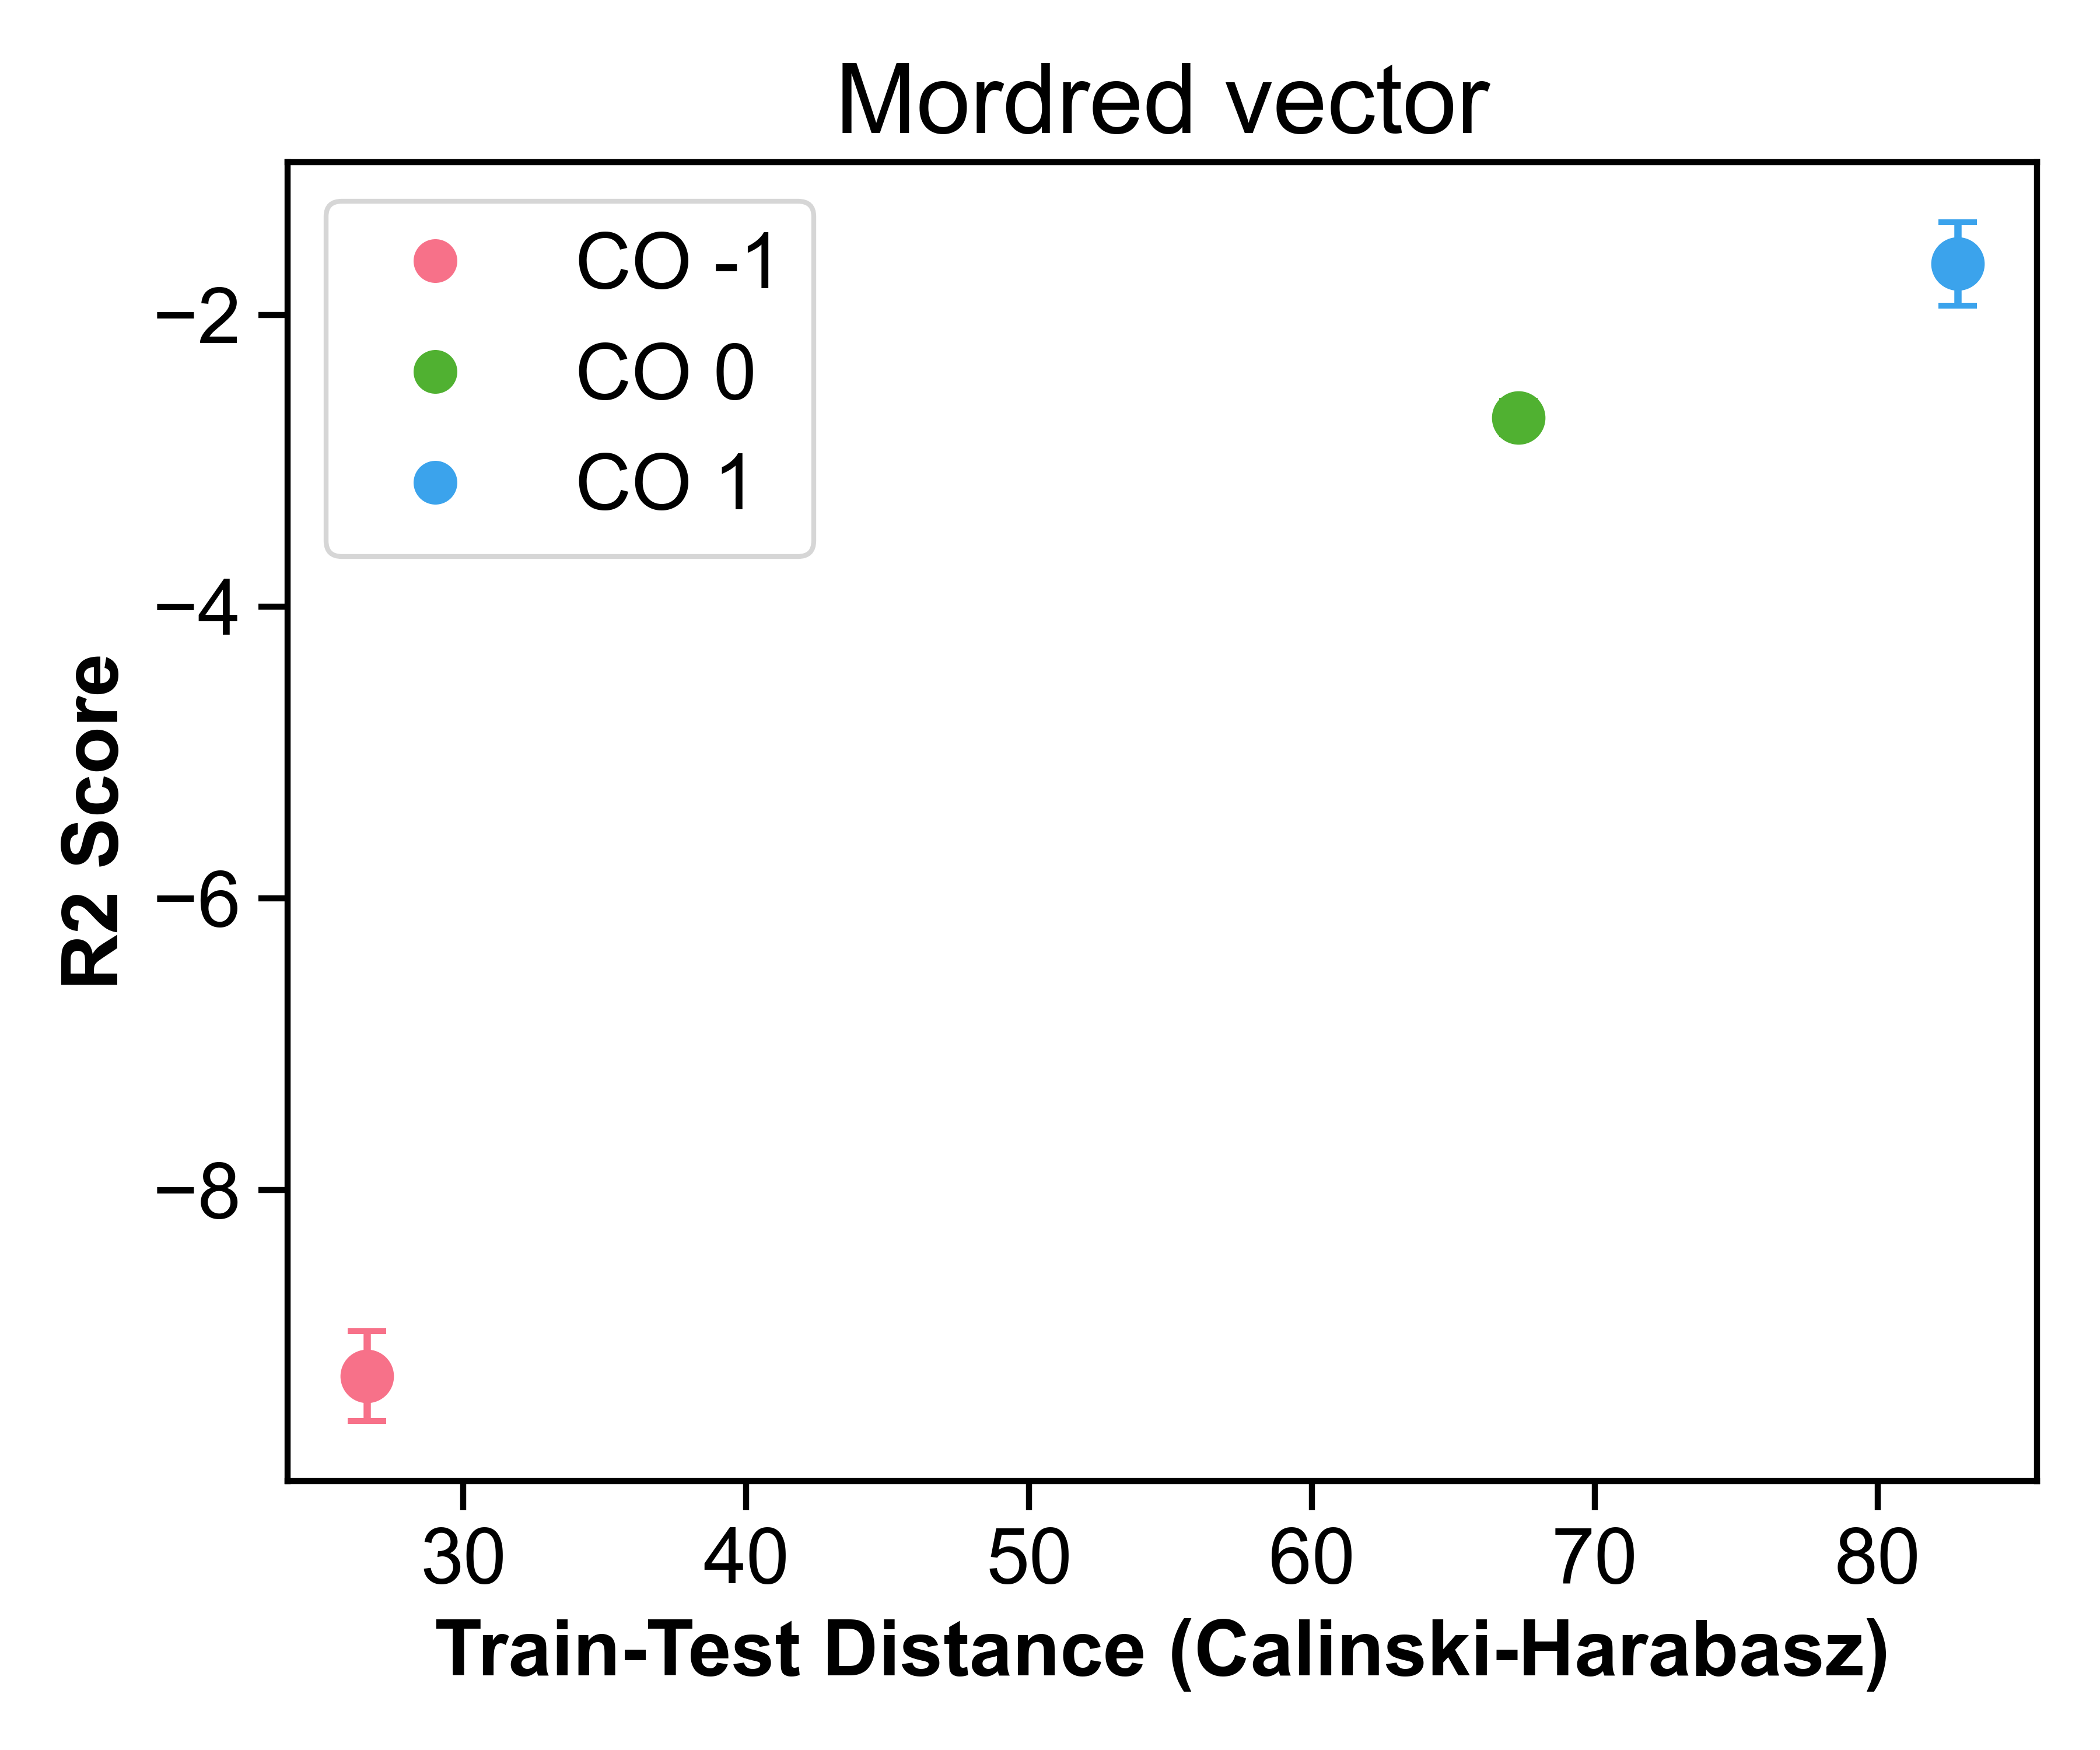 Mordred vector
CO -1
CO 0
CO 1
−2
−4
−6
−8
R2 Score
30 40 50 60 70 80
Train-Test Distance (Calinski-Harabasz)